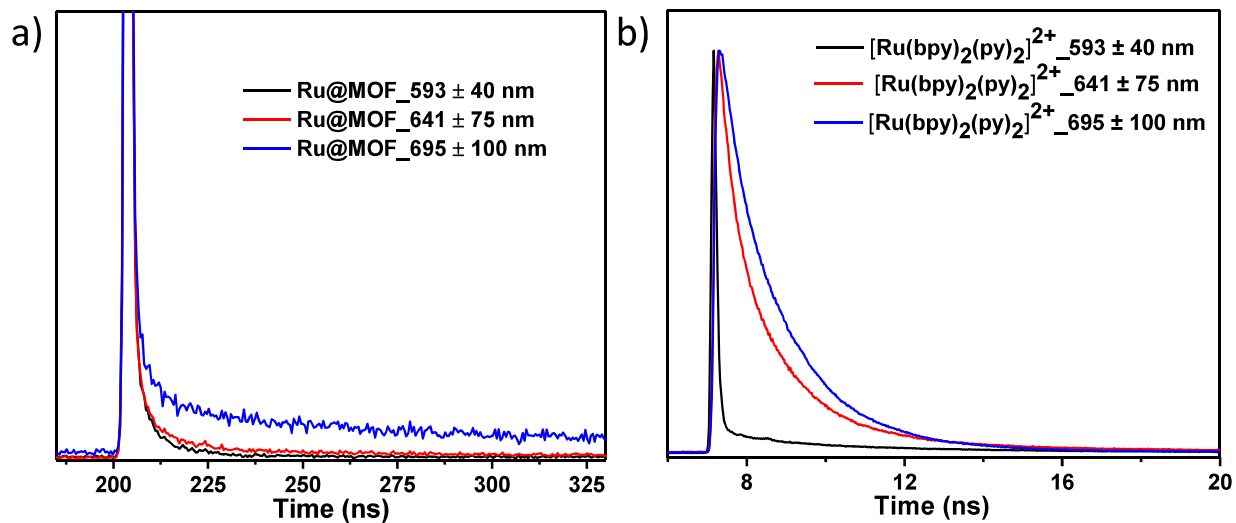 a)
Ru@MOF_593 ± 40 nm
Ru@MOF_641 ± 75 nm
Ru@MOF_695 ± 100 nm
200 225 250 275 300 325
Time (ns)
b)
[Ru(bpy)₂(py)₂]²⁺_593 ± 40 nm
[Ru(bpy)₂(py)₂]²⁺_641 ± 75 nm
[Ru(bpy)₂(py)₂]²⁺_695 ± 100 nm
8 12 16 20
Time (ns)